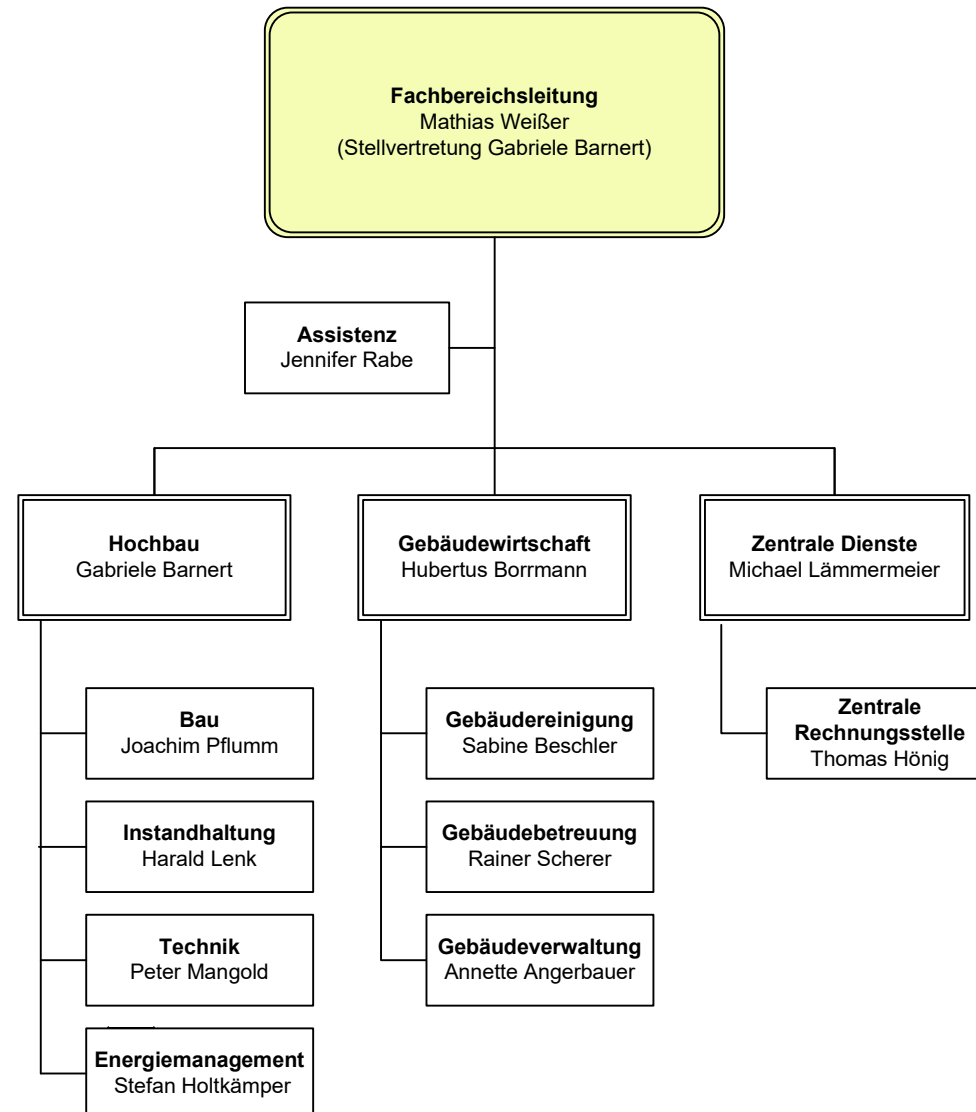 Fachbereichsleitung
Mathias Weißer
(Stellvertretung Gabriele Barnert)
Assistenz
Jennifer Rabe
Hochbau
Gabriele Barnert
Gebäudewirtschaft
Hubertus Borrmann
Zentrale Dienste
Michael Lämmermeier
Bau
Joachim Pflumm
Instandhaltung
Harald Lenk
Technik
Peter Mangold
Energiemanagement
Stefan Holtkämper
Gebäudereinigung
Sabine Beschler
Gebäudebetreuung
Rainer Scherer
Gebäudeverwaltung
Annette Angerbauer
Zentrale
Rechnungsstelle
Thomas Hönig